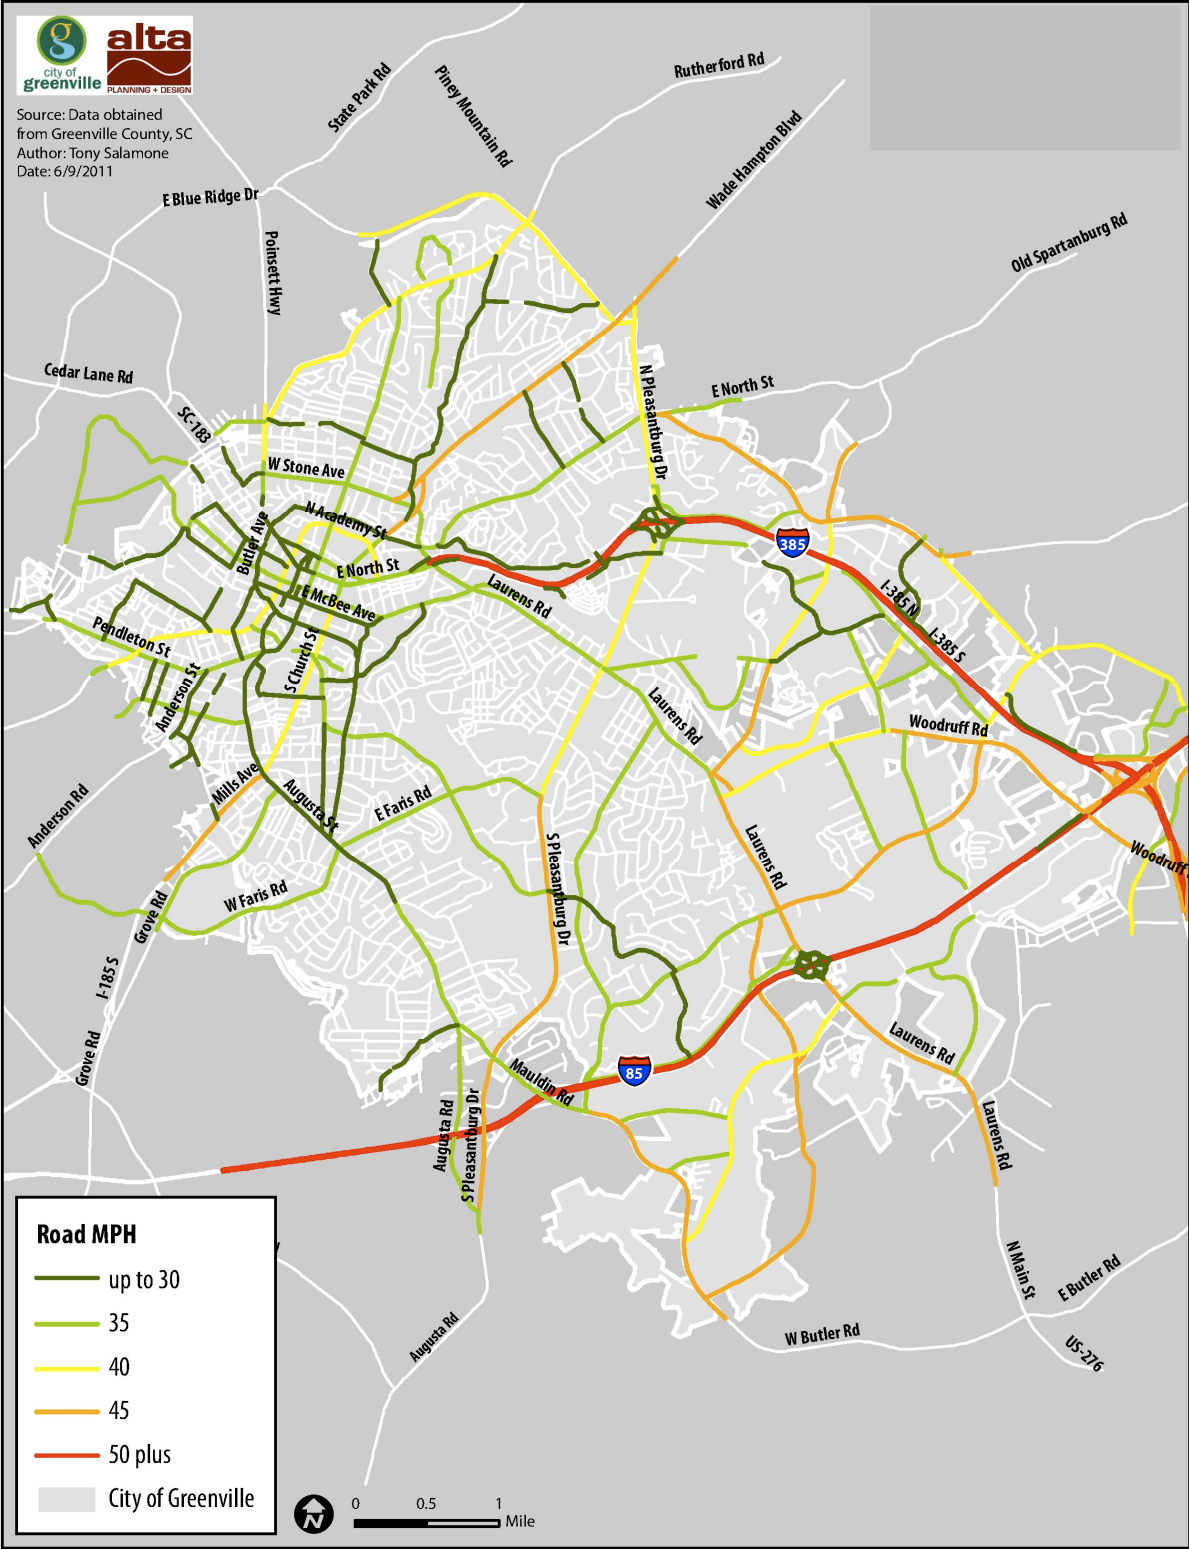 city of
greenville
alta
PLANNING + DESIGN
Source: Data obtained
from Greenville County, SC
Author: Tony Salamone
Date: 6/9/2011
State Park Rd
Piney Mountain Rd
Rutherford Rd
Wade Hampton Blvd
E Blue Ridge Dr
Old Spartanburg Rd
Poinsett Hwy
Cedar Lane Rd
SC-183
N Pleasantburg Dr
E North St
W Stone Ave
N Academy St
Butler Ave
E North St
385
Laurens Rd
E McBee Ave
I-385 N
I-385 S
Pendleton St
S Church St
Anderson St
Laurens Rd
Woodruff Rd
Mills Ave
Augusta St
E Faris Rd
Anderson Rd
S Pleasantburg Dr
Laurens Rd
Woodruff
W Faris Rd
Grove Rd
I-185 S
Grove Rd
Laurens Rd
85
Mauldin Rd
Augusta Rd
S Pleasantburg Dr
Laurens Rd
N Main St
E Butler Rd
W Butler Rd
US-276
Augusta Rd
Road MPH
up to 30
35
40
45
50 plus
City of Greenville
N
0 0.5 1
Mile